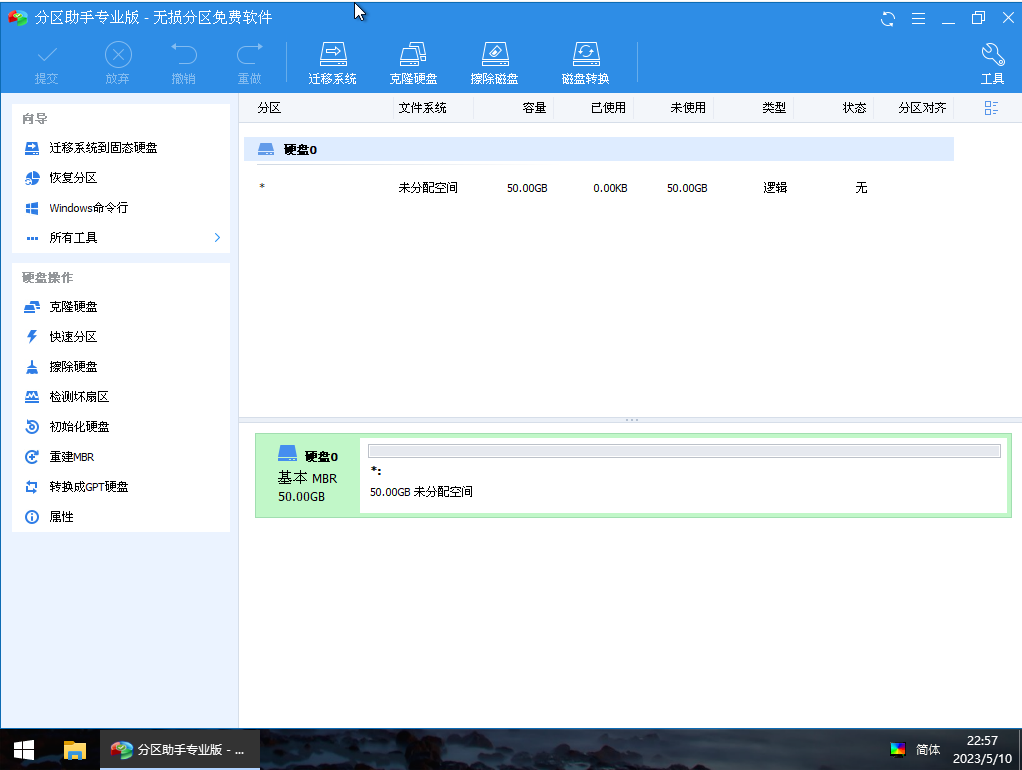 分区助手专业版 - 无损分区免费软件
提交 放弃 撤销 重做 迁移系统 克隆硬盘 擦除磁盘 磁盘转换 工具
向导
迁移系统到固态硬盘
恢复分区
Windows命令行
所有工具
硬盘操作
克隆硬盘
快速分区
擦除硬盘
检测坏扇区
初始化硬盘
重建MBR
转换成GPT硬盘
属性
分区 文件系统 容量 已使用 未使用 类型 状态 分区对齐
硬盘0
* 未分配空间 50.00GB 0.00KB 50.00GB 逻辑 无
硬盘0
基本 MBR
50.00GB
*:
50.00GB 未分配空间
分区助手专业版 - ...
简体
22:57
2023/5/10